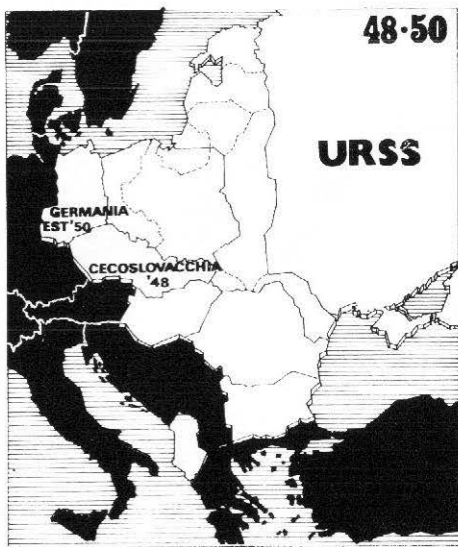 48·50
URSS
GERMANIA
EST '50
CECOSLOVACCHIA
'48